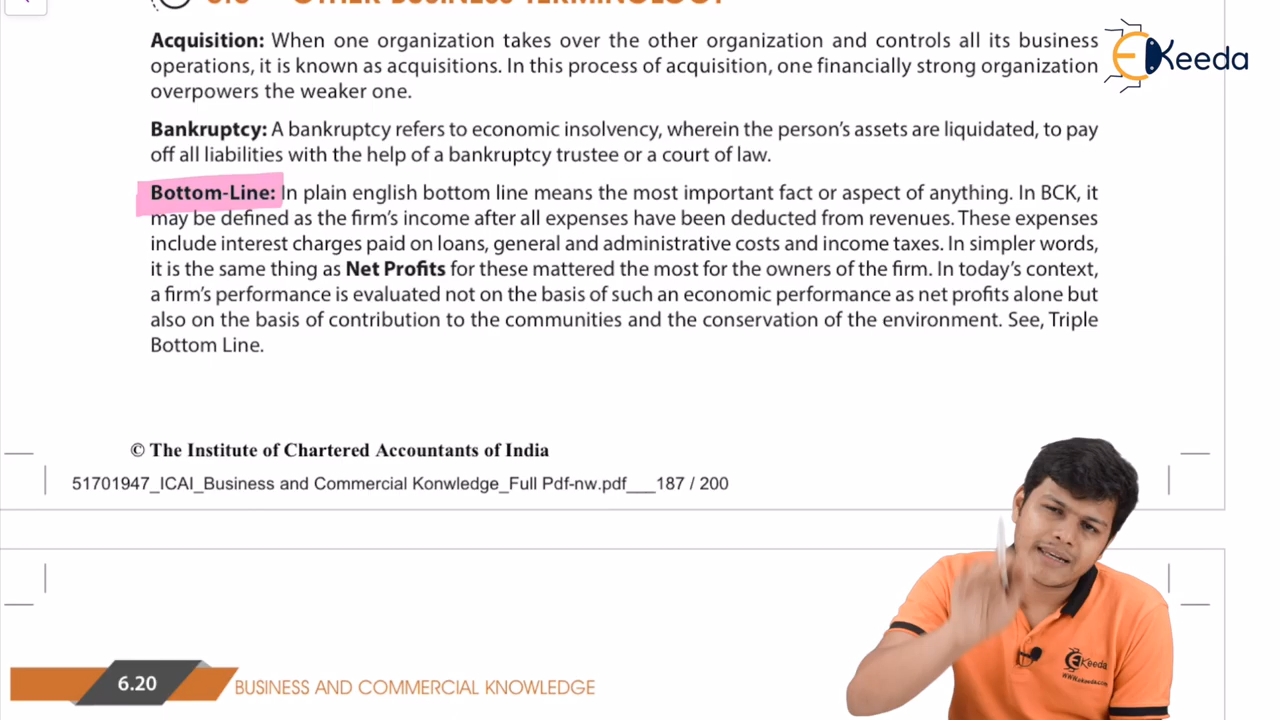 OTHER BUSINESS TERMINOLOGY
Acquisition: When one organization takes over the other organization and controls all its business
operations, it is known as acquisitions. In this process of acquisition, one financially strong organization
overpowers the weaker one.
Bankruptcy: A bankruptcy refers to economic insolvency, wherein the person's assets are liquidated, to pay
off all liabilities with the help of a bankruptcy trustee or a court of law.
Bottom-Line: In plain english bottom line means the most important fact or aspect of anything. In BCK, it
may be defined as the firm's income after all expenses have been deducted from revenues. These expenses
include interest charges paid on loans, general and administrative costs and income taxes. In simpler words,
it is the same thing as Net Profits for these mattered the most for the owners of the firm. In today's context,
a firm's performance is evaluated not on the basis of such an economic performance as net profits alone but
also on the basis of contribution to the communities and the conservation of the environment. See, Triple
Bottom Line.
© The Institute of Chartered Accountants of India
51701947_ICAI_Business and Commercial Konwledge_Full Pdf-nw.pdf___187 / 200
6.20 BUSINESS AND COMMERCIAL KNOWLEDGE
EKeeda
EKeeda
www.ekeeda.com